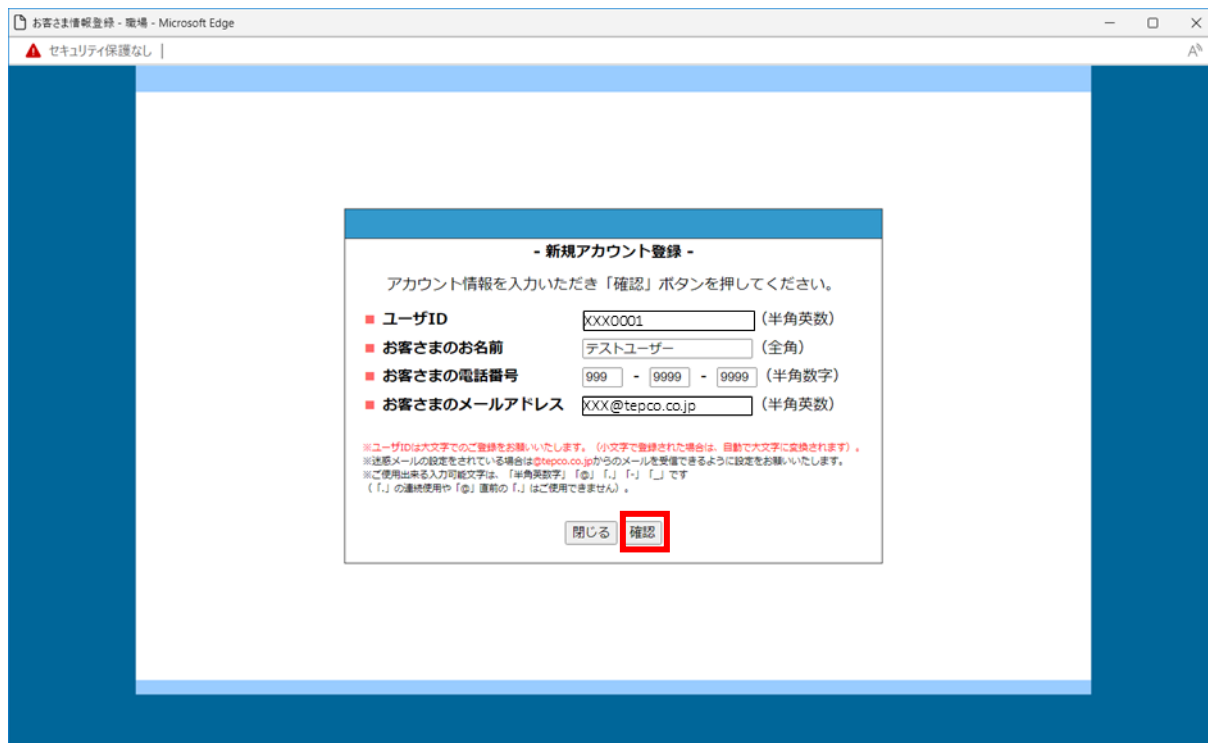 お客さま情報登録 - 職場 - Microsoft Edge
セキュリティ保護なし
- 新規アカウント登録 -
アカウント情報を入力いただき「確認」ボタンを押してください。
ユーザID XXX0001 (半角英数)
お客さまのお名前 テストユーザー (全角)
お客さまの電話番号 999 - 9999 - 9999 (半角数字)
お客さまのメールアドレス XXX@tepco.co.jp (半角英数)
※ユーザIDは大文字でのご登録をお願いいたします。(小文字で登録された場合は、自動で大文字に変換されます)。
※迷惑メールの設定をされている場合は@tepco.co.jpからのメールを受信できるように設定をお願いいたします。
※ご使用出来る入力可能文字は、「半角英数字」「@」「.」「-」「_」です
(「.」の連続使用や「@」直前の「.」はご使用できません)。
閉じる 確認